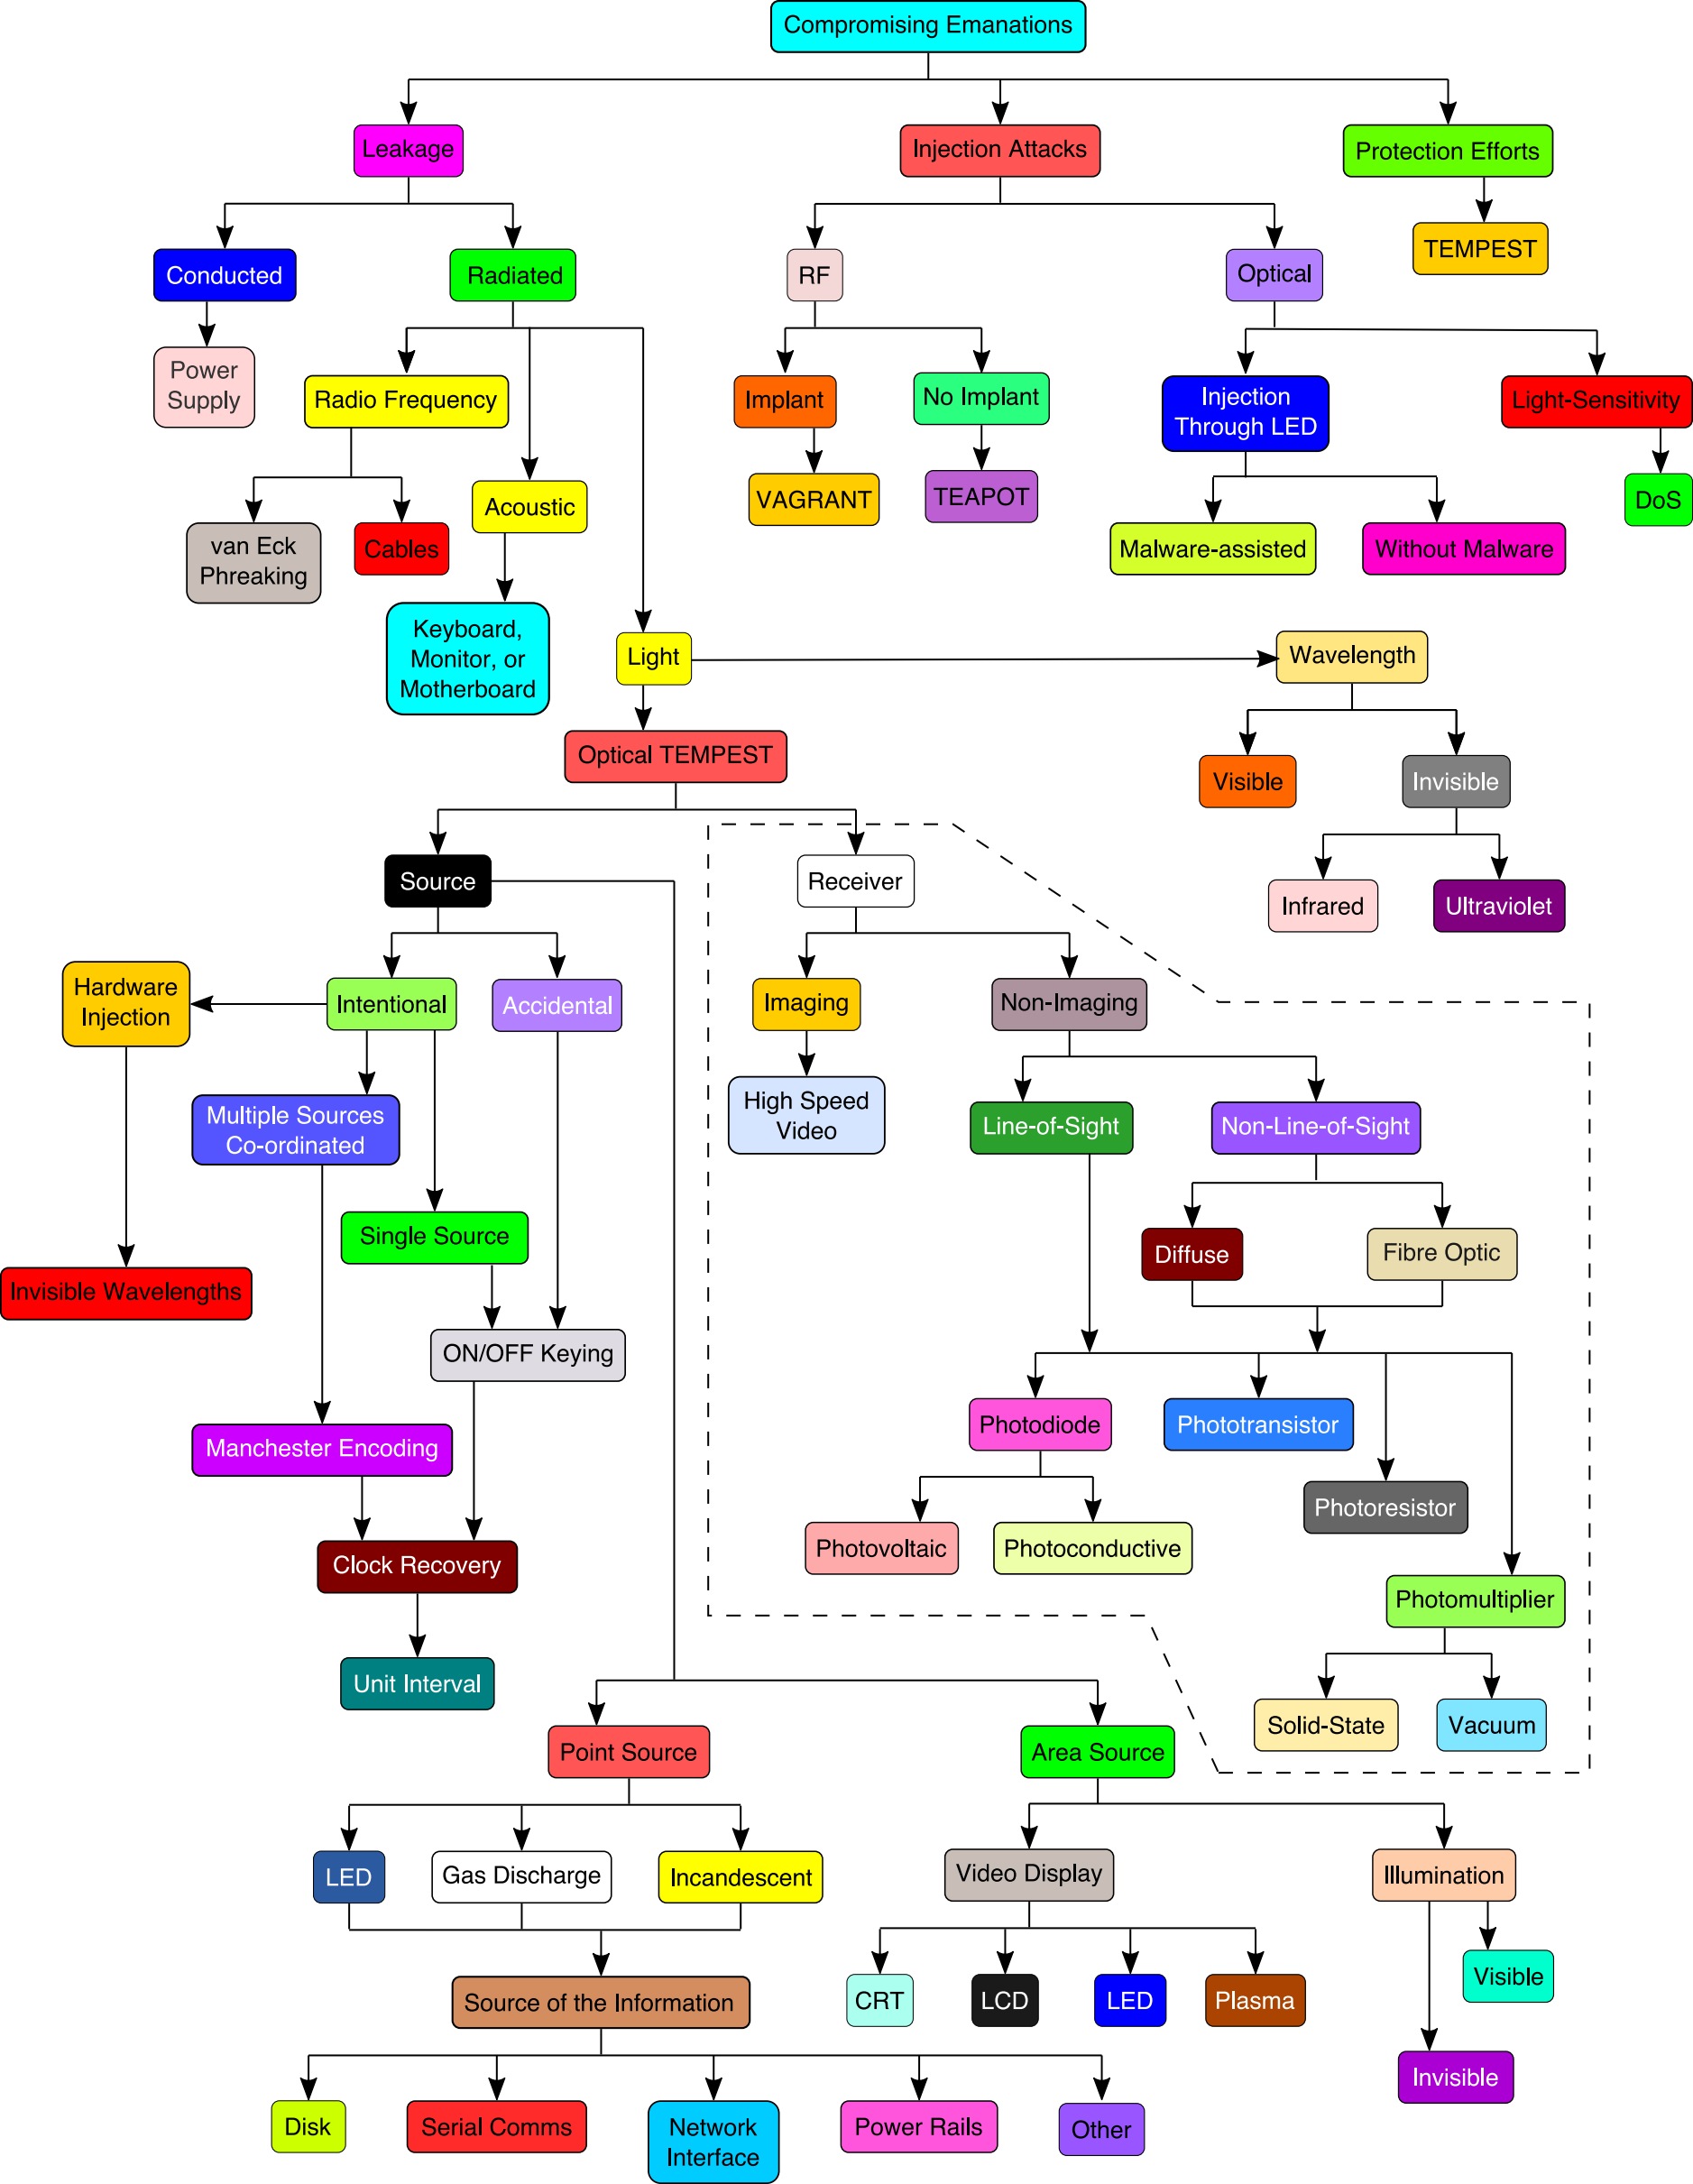 Compromising Emanations
Leakage
Injection Attacks
Protection Efforts
Conducted
Radiated
RF
Optical
TEMPEST
Power
Supply
Radio Frequency
Implant
No Implant
Injection
Through LED
Light-Sensitivity
van Eck
Phreaking
Cables
Acoustic
VAGRANT
TEAPOT
Malware-assisted
Without Malware
DoS
Keyboard,
Monitor, or
Motherboard
Light
Wavelength
Optical TEMPEST
Visible
Invisible
Source
Receiver
Infrared
Ultraviolet
Hardware
Injection
Intentional
Accidental
Imaging
Non-Imaging
Multiple Sources
Co-ordinated
High Speed
Video
Line-of-Sight
Non-Line-of-Sight
Single Source
Diffuse
Fibre Optic
Invisible Wavelengths
ON/OFF Keying
Manchester Encoding
Photodiode
Phototransistor
Photoresistor
Clock Recovery
Photovoltaic
Photoconductive
Photomultiplier
Unit Interval
Solid-State
Vacuum
Point Source
Area Source
LED
Gas Discharge
Incandescent
Video Display
Illumination
Source of the Information
CRT
LCD
LED
Plasma
Visible
Invisible
Disk
Serial Comms
Network
Interface
Power Rails
Other